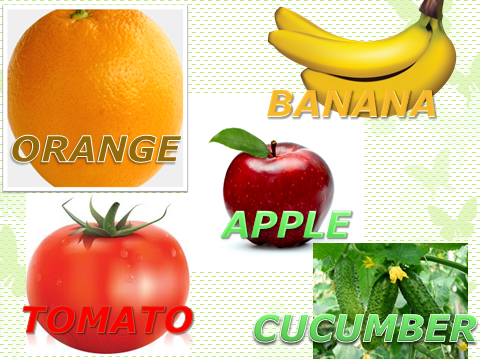 BANANA
ORANGE
APPLE
TOMATO
CUCUMBER